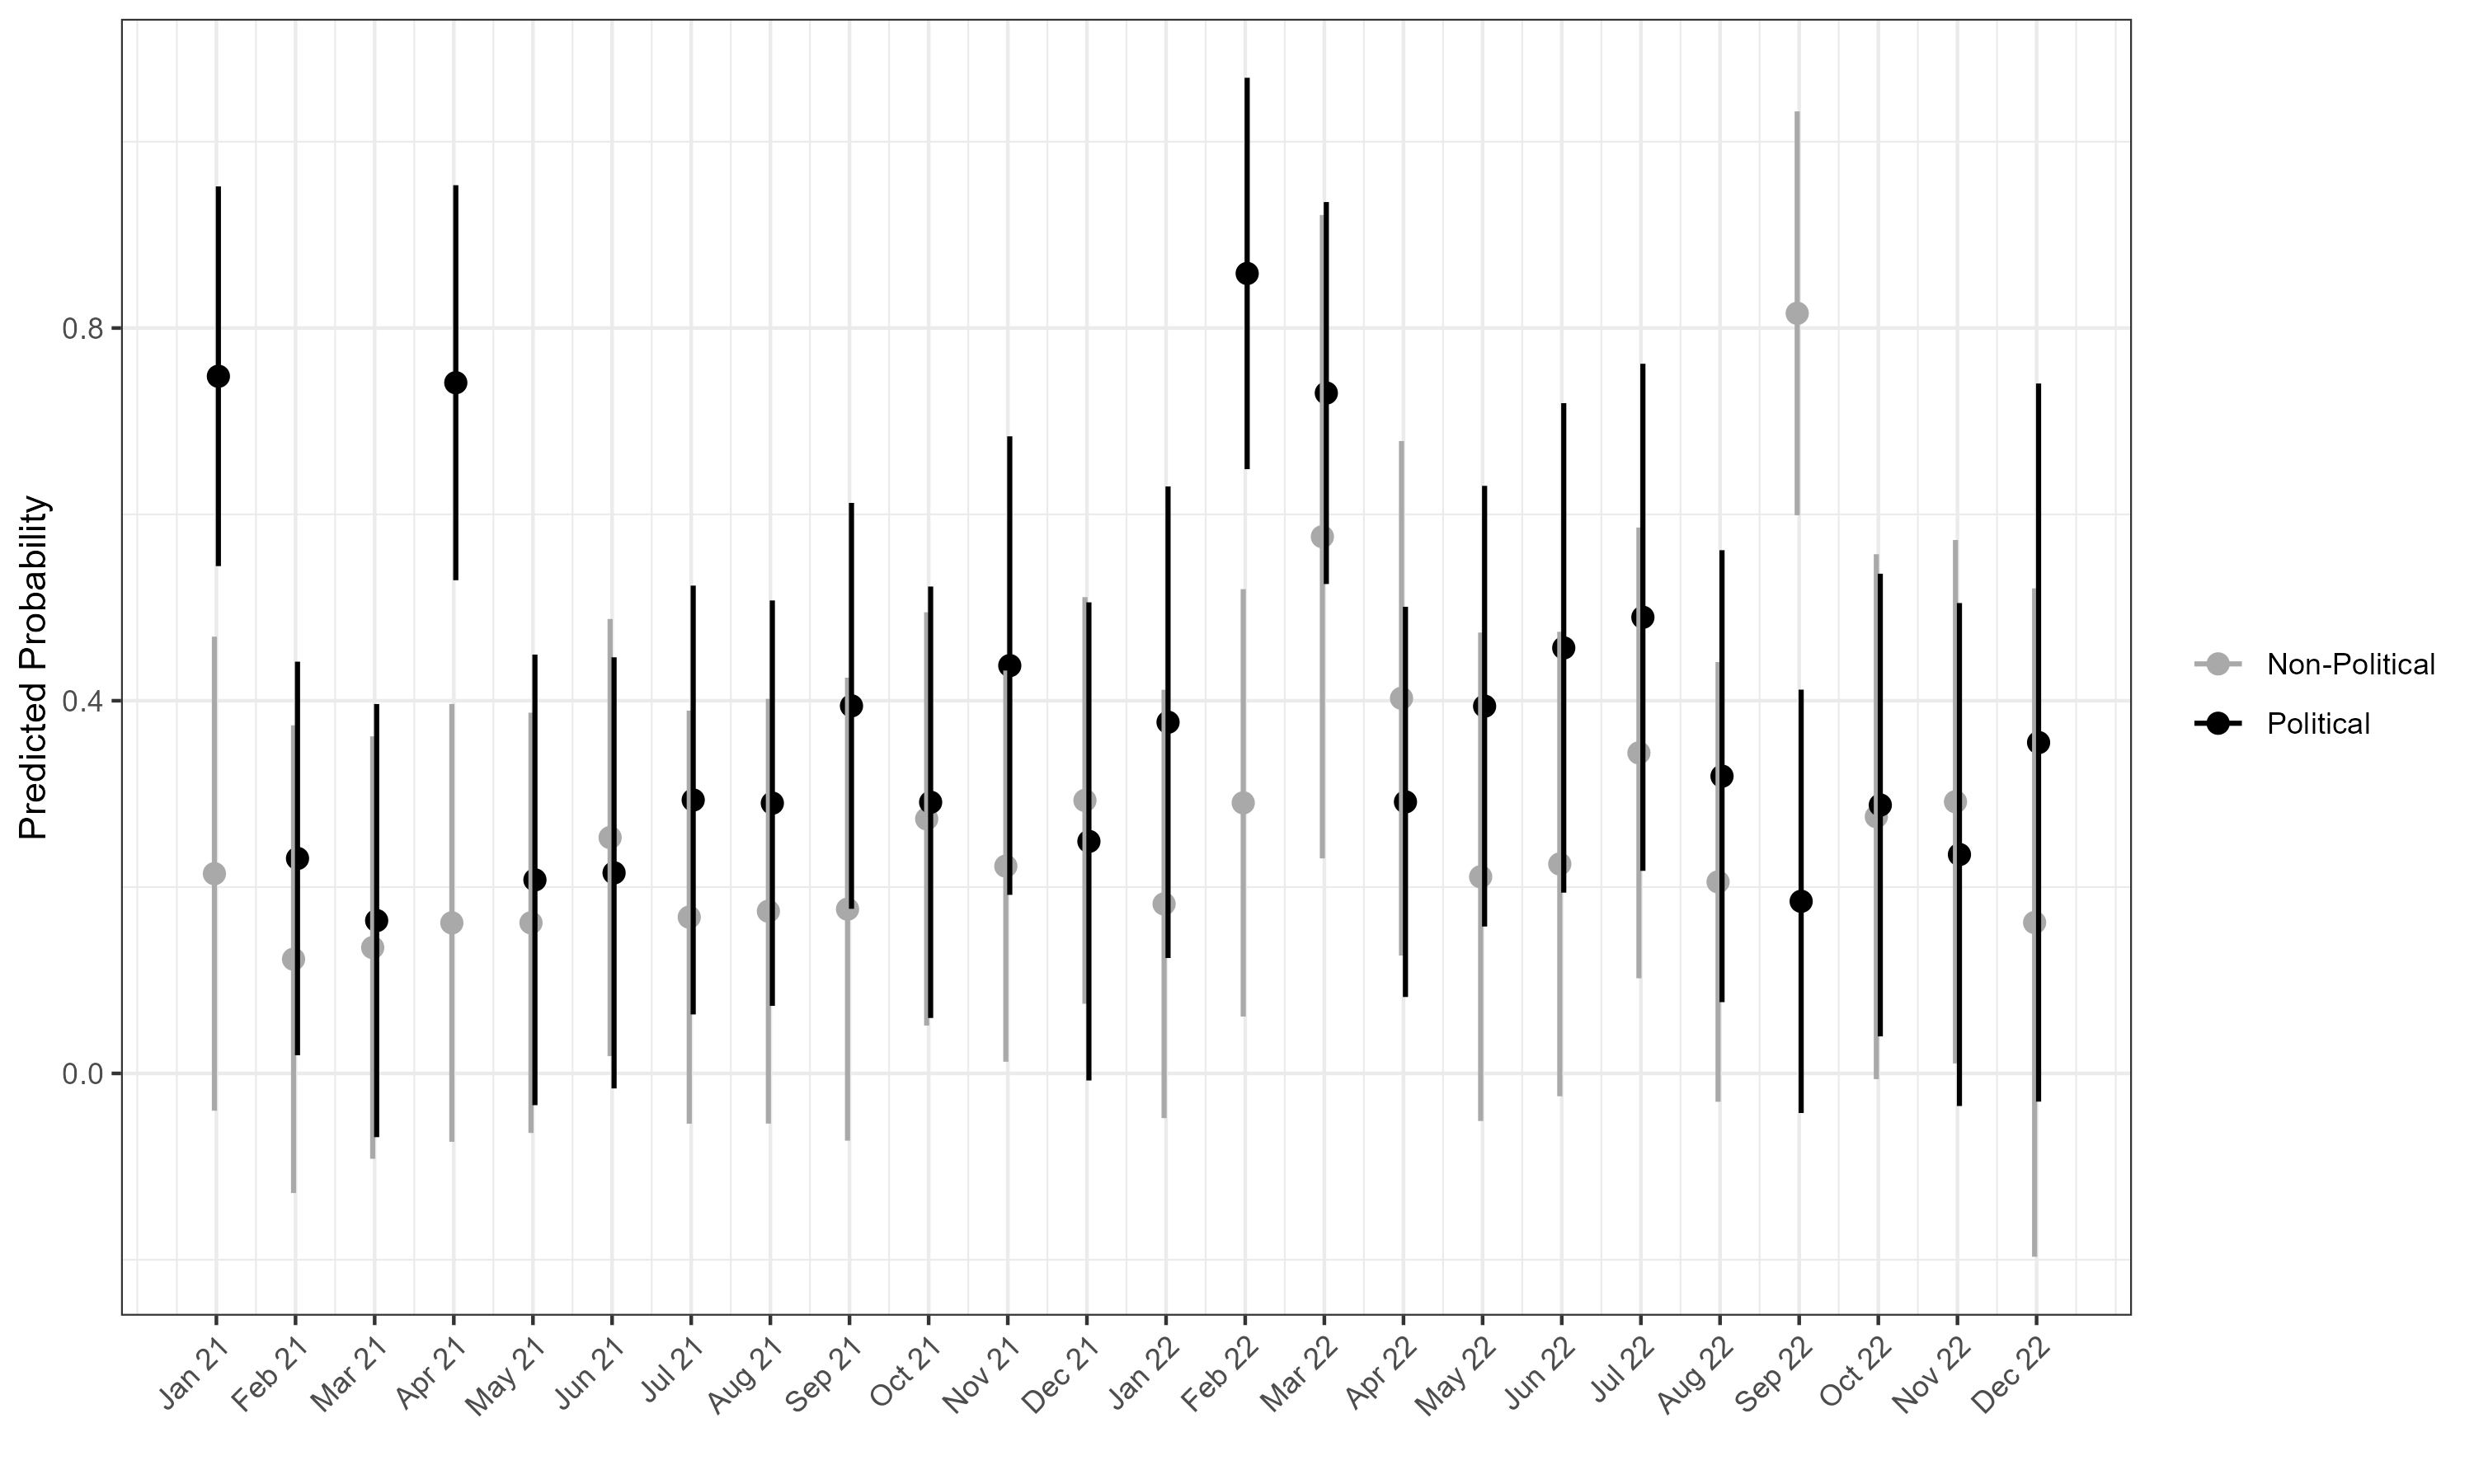 Predicted Probability
0.8
0.4
0.0
Jan 21
Feb 21
Mar 21
Apr 21
May 21
Jun 21
Jul 21
Aug 21
Sep 21
Oct 21
Nov 21
Dec 21
Jan 22
Feb 22
Mar 22
Apr 22
May 22
Jun 22
Jul 22
Aug 22
Sep 22
Oct 22
Nov 22
Dec 22
Non-Political
Political